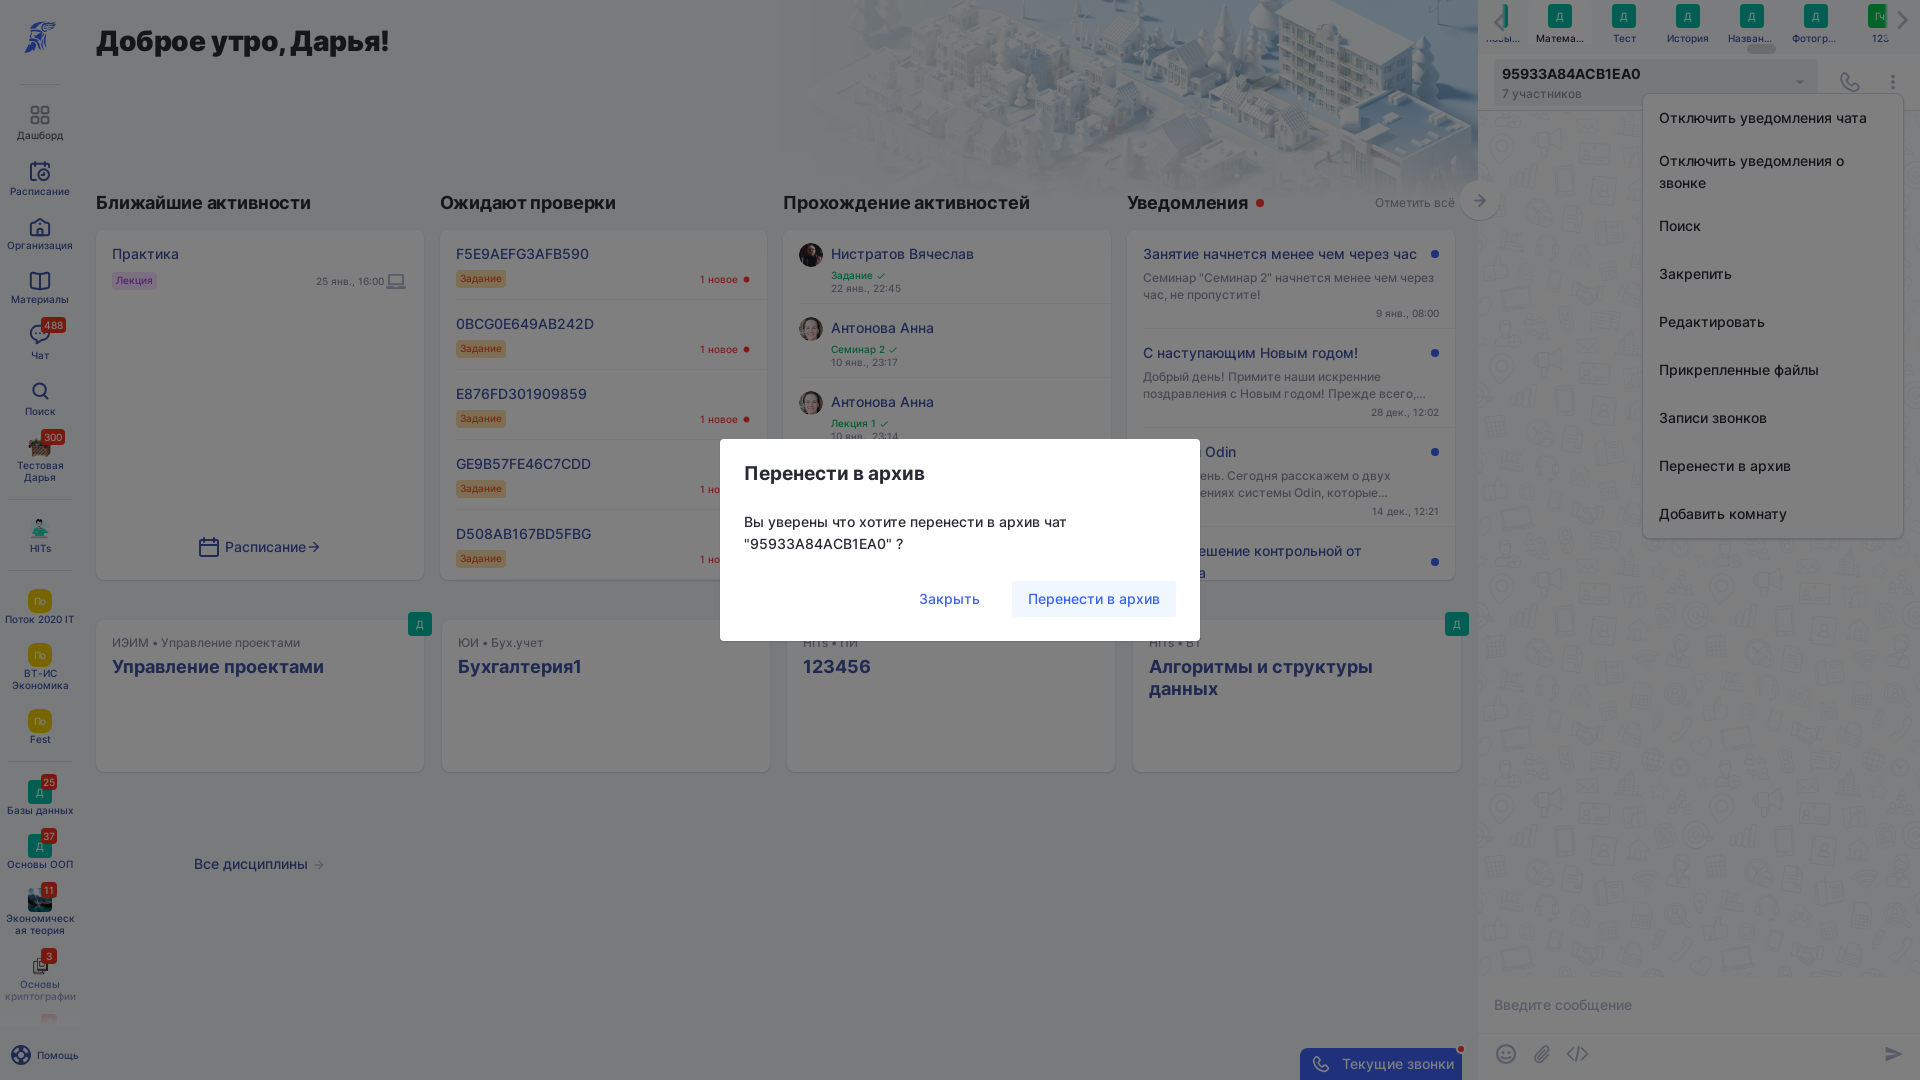 Доброе утро, Дарья!
Дашборд
Расписание
Организация
Материалы
488
Чат
Поиск
300
Тестовая
Дарья
HITs
По
Поток 2020 IT
По
ВТ-ИС
Экономика
По
Fest
25
Д
Базы данных
37
Д
Основы ООП
11
Экономическ
ая теория
3
Основы
криптографии
Помощь
Ближайшие активности
Практика
Лекция
25 янв., 16:00
Расписание
Ожидают проверки
F5E9AEFG3AFB590
Задание
1 новое
0BCG0E649AB242D
Задание
1 новое
E876FD301909859
Задание
1 новое
GE9B57FE46C7CDD
Задание
1 но
D508AB167BD5FBG
Задание
1 но
Прохождение активностей
Нистратов Вячеслав
Задание
22 янв., 22:45
Антонова Анна
Семинар 2
10 янв., 23:17
Антонова Анна
Лекция 1
10 янв., 23:14
Уведомления
Отметить всё
Занятие начнется менее чем через час
Семинар "Семинар 2" начнется менее чем через
час, не пропустите!
9 янв., 08:00
С наступающим Новым годом!
Добрый день! Примите наши искренние
поздравления с Новым годом! Прежде всего,...
28 дек., 12:02
Odin
ень. Сегодня расскажем о двух
ениях системы Odin, которые...
14 дек., 12:21
ешение контрольной от
а
Перенести в архив
Вы уверены что хотите перенести в архив чат
"95933A84ACB1EA0" ?
Закрыть
Перенести в архив
Д
ИЭИМ • Управление проектами
Управление проектами
ЮИ • Бух.учет
Бухгалтерия1
HITs • ПИ
123456
Д
HITs • ВТ
Алгоритмы и структуры
данных
Все дисциплины
Д
Матема...
Д
Тест
Д
История
Д
Назван...
Д
Фотогр...
Гч
123
95933A84ACB1EA0
7 участников
Отключить уведомления чата
Отключить уведомления о
звонке
Поиск
Закрепить
Редактировать
Прикрепленные файлы
Записи звонков
Перенести в архив
Добавить комнату
Введите сообщение
Текущие звонки